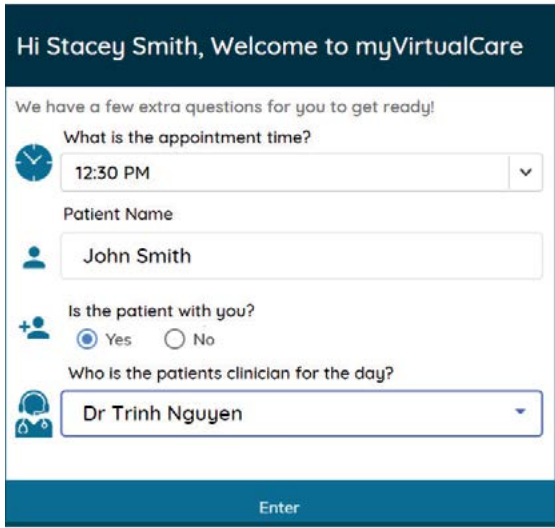 Hi Stacey Smith, Welcome to myVirtualCare
We have a few extra questions for you to get ready!
What is the appointment time?
12:30 PM
Patient Name
John Smith
Is the patient with you?
Yes No
Who is the patients clinician for the day?
Dr Trinh Nguyen
Enter